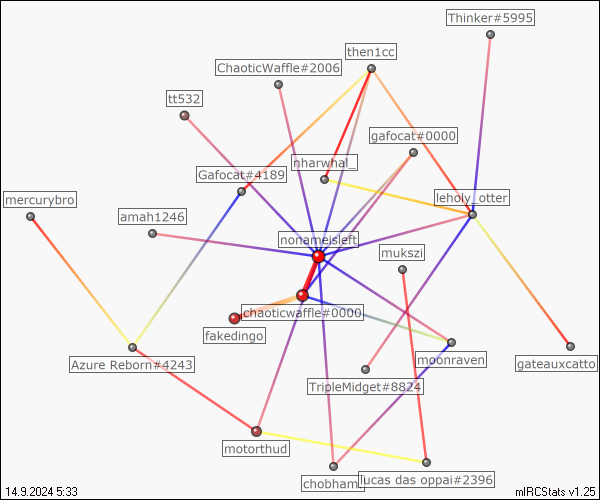 Thinker#5995
then1cc
ChaoticWaffle#2006
tt532
gafocat#0000
nharwhal_
Gafocat#4189
mercurybro
leholy_otter
amah1246
nonameisleft
mukszi
chaoticwaffle#0000
fakedingo
moonraven
Azure Reborn#4243
gateauxcatto
TripleMidget#8824
motorthud
lucas das oppai#2396
14.9.2024 5:33
mIRCStats v1.25